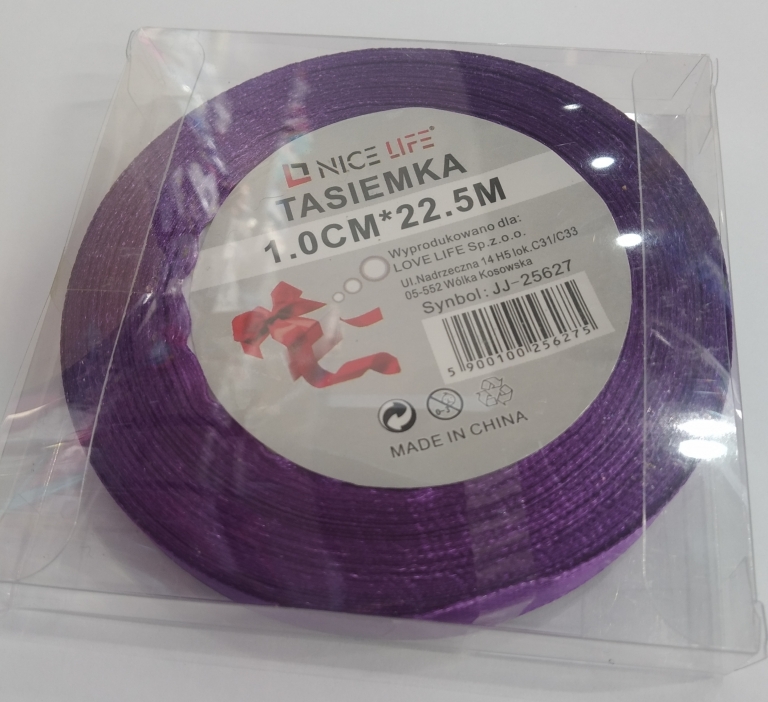 NICE LIFE®
TASIEMKA
1.0CM*22.5M
Wyprodukowano dla:
LOVE LIFE Sp.z.o.o.
Ul.Nadrzeczna 14 H5 lok.C31/C33
05-552 Wólka Kosowska
Synbol: JJ-25627
5 900100 256275
MADE IN CHINA